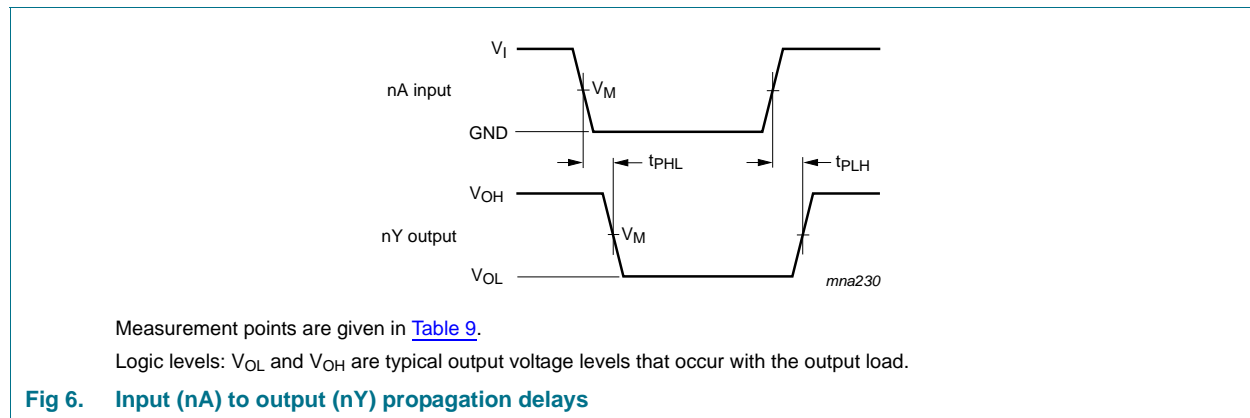 VI
nA input
VM
GND
tPHL
tPLH
VOH
nY output
VM
VOL
mna230
Measurement points are given in Table 9.
Logic levels: VOL and VOH are typical output voltage levels that occur with the output load.
Fig 6. Input (nA) to output (nY) propagation delays